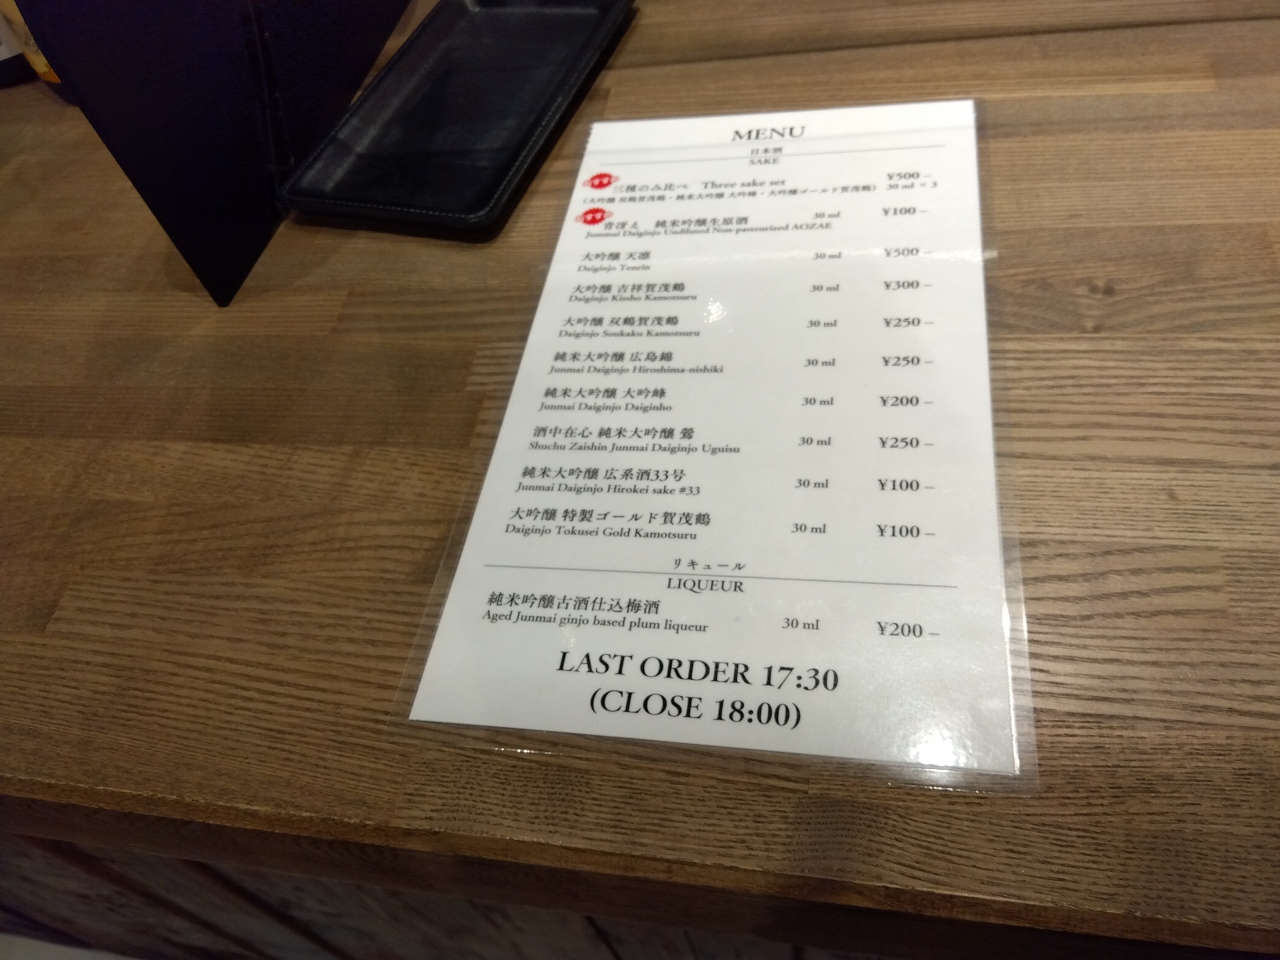 MENU
日本酒
SAKE
三種のみ比べ Three sake set ¥500 –
(大吟醸 双鶴賀茂鶴・純米大吟醸 大吟峰・大吟醸ゴールド賀茂鶴) 30 ml × 3
青冴え 純米吟醸生原酒 30 ml ¥100 –
Junmai Daiginjo Unfiltered Non-pasteurized AOZAE
大吟醸 天凛 30 ml ¥500 –
Daiginjo Tenrin
大吟醸 吉祥賀茂鶴 30 ml ¥300 –
Daiginjo Kissho Kamotsuru
大吟醸 双鶴賀茂鶴 30 ml ¥250 –
Daiginjo Soukaku Kamotsuru
純米大吟醸 広島錦 30 ml ¥250 –
Junmai Daiginjo Hiroshima-nishiki
純米大吟醸 大吟峰 30 ml ¥200 –
Junmai Daiginjo Daiginho
酒中在心 純米大吟醸 鶯 30 ml ¥250 –
Shuchu Zaishin Junmai Daiginjo Uguisu
純米大吟醸 広系酒33号 30 ml ¥100 –
Junmai Daiginjo Hirokei sake #33
大吟醸 特製ゴールド賀茂鶴 30 ml ¥100 –
Daiginjo Tokusei Gold Kamotsuru
リキュール
LIQUEUR
純米吟醸古酒仕込梅酒 30 ml ¥200 –
Aged Junmai ginjo based plum liqueur
LAST ORDER 17:30
(CLOSE 18:00)